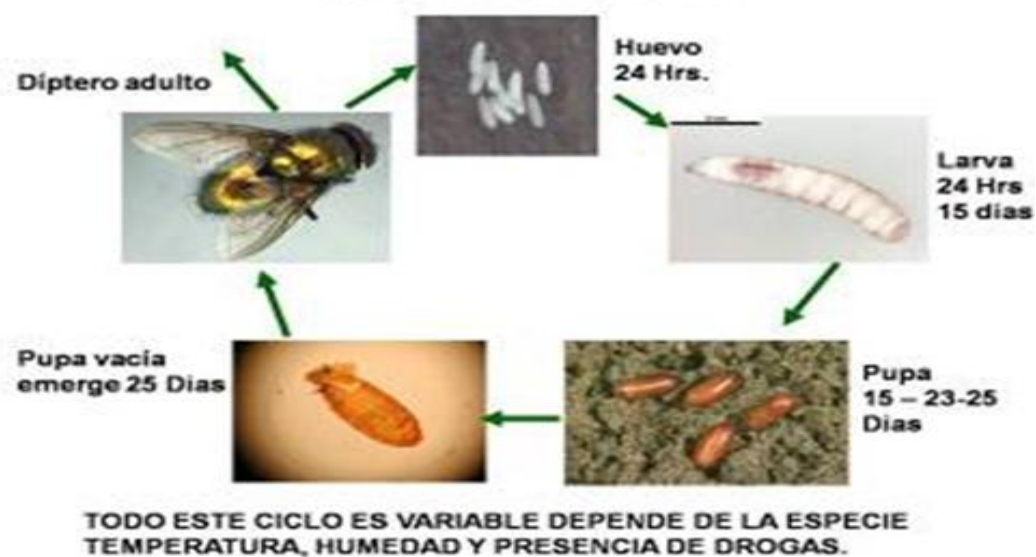 Díptero adulto
Huevo
24 Hrs.
Larva
24 Hrs
15 dias
Pupa
15 – 23-25
Dias
Pupa vacía
emerge 25 Dias
TODO ESTE CICLO ES VARIABLE DEPENDE DE LA ESPECIE
TEMPERATURA, HUMEDAD Y PRESENCIA DE DROGAS.